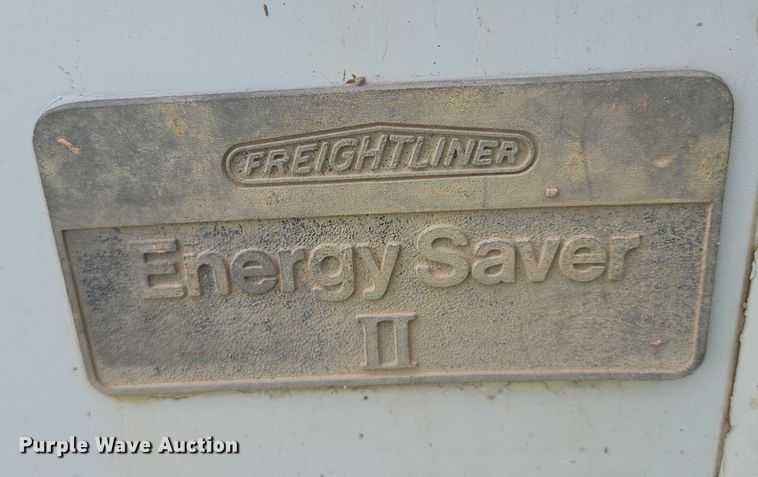 FREIGHTLINER
Energy Saver
II
Purple Wave Auction